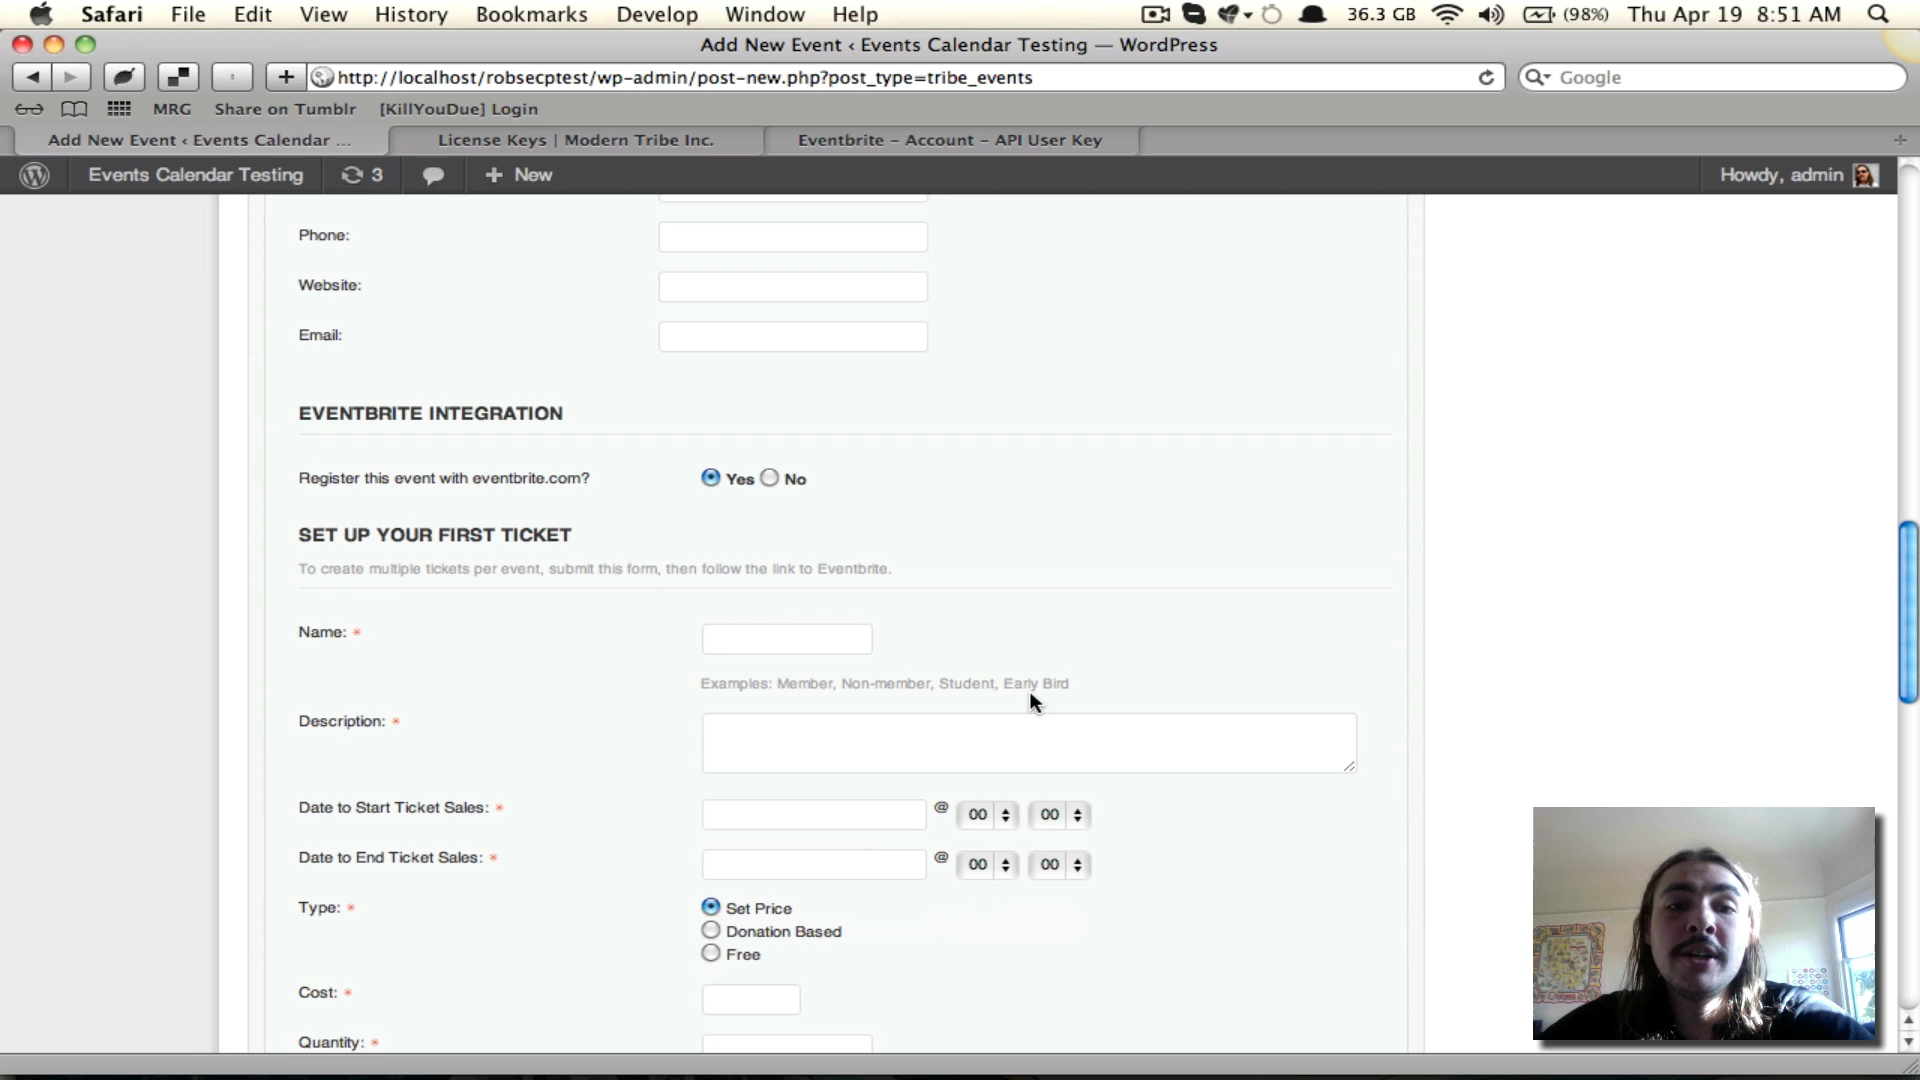 Safari File Edit View History Bookmarks Develop Window Help 36.3 GB (98%) Thu Apr 19 8:51 AM
Add New Event ‹ Events Calendar Testing — WordPress
http://localhost/robsecptest/wp-admin/post-new.php?post_type=tribe_events Google
MRG Share on Tumblr [KillYouDue] Login
Add New Event ‹ Events Calendar ... License Keys | Modern Tribe Inc. Eventbrite – Account – API User Key
Events Calendar Testing 3 + New Howdy, admin
Phone:
Website:
Email:
EVENTBRITE INTEGRATION
Register this event with eventbrite.com? Yes No
SET UP YOUR FIRST TICKET
To create multiple tickets per event, submit this form, then follow the link to Eventbrite.
Name: *
Examples: Member, Non-member, Student, Early Bird
Description: *
Date to Start Ticket Sales: * @ 00 00
Date to End Ticket Sales: * @ 00 00
Type: * Set Price
Donation Based
Free
Cost: *
Quantity: *